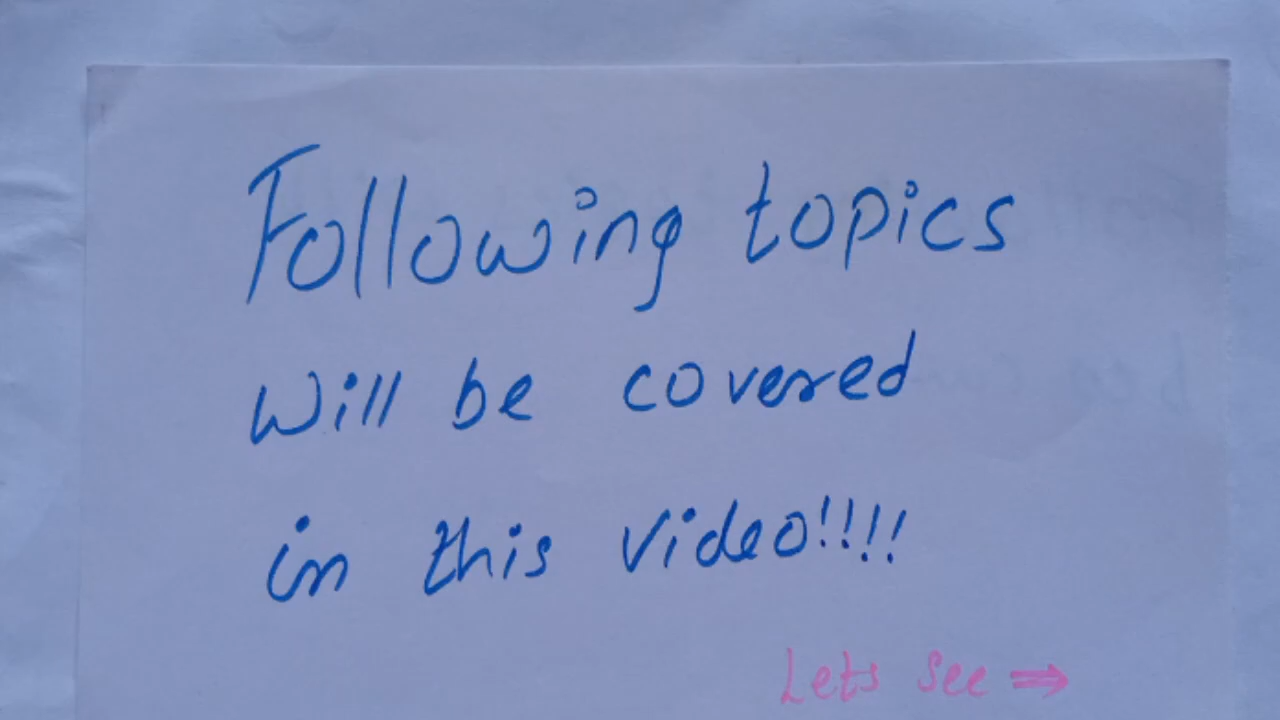 Following topics
will be covered
in this video!!!!
Lets see ⇒